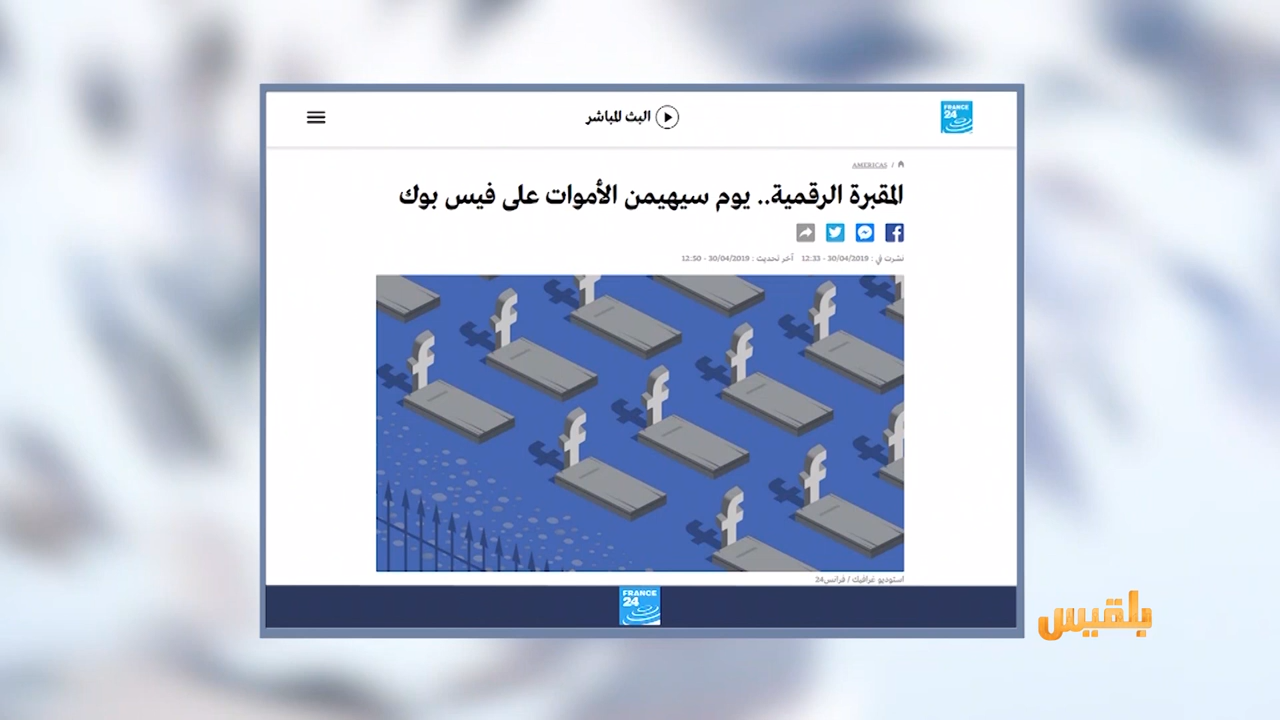 البث المباشر
FRANCE
24
AMERICAS /
المقبرة الرقمية.. يوم سيهيمن الأموات على فيس بوك
نشرت في : 30/04/2019 - 12:33 آخر تحديث : 30/04/2019 - 12:50
استوديو غرافيك / فرانس24
FRANCE
24
بلقيس